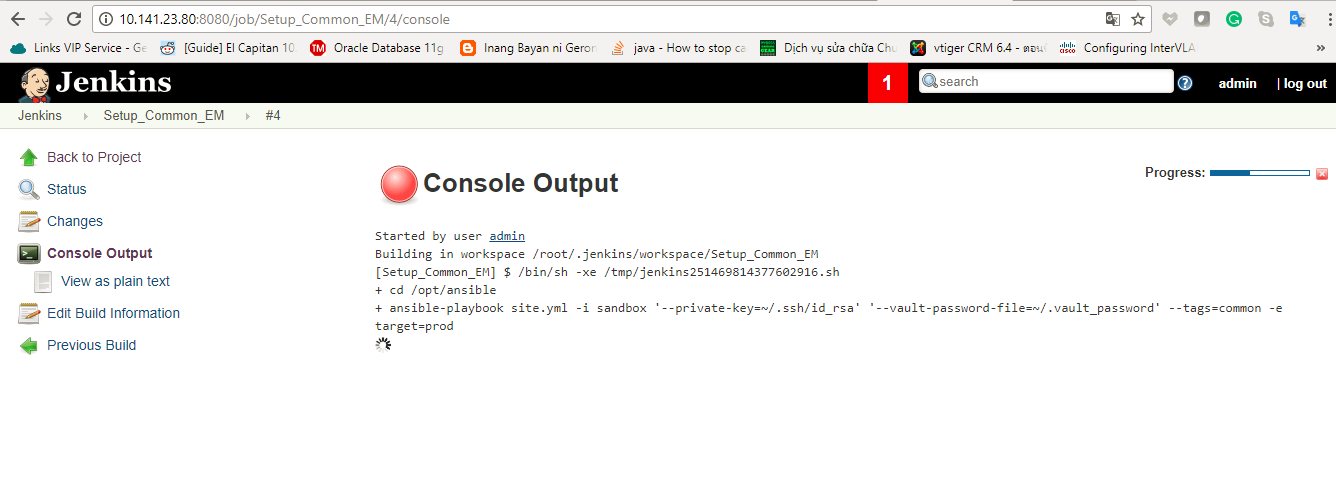 10.141.23.80:8080/job/Setup_Common_EM/4/console
Links VIP Service - Ge [Guide] El Capitan 10. TM Oracle Database 11g Inang Bayan ni Geron java - How to stop ca GEAR Dịch vụ sửa chữa Chu vtiger CRM 6.4 - ตอน cisco Configuring InterVLA »
Jenkins 1 search ? admin | log out
Jenkins Setup_Common_EM #4
Back to Project
Status
Changes
Console Output
View as plain text
Edit Build Information
Previous Build
Console Output
Progress:
Started by user admin
Building in workspace /root/.jenkins/workspace/Setup_Common_EM
[Setup_Common_EM] $ /bin/sh -xe /tmp/jenkins251469814377602916.sh
+ cd /opt/ansible
+ ansible-playbook site.yml -i sandbox '--private-key=~/.ssh/id_rsa' '--vault-password-file=~/.vault_password' --tags=common -e
target=prod